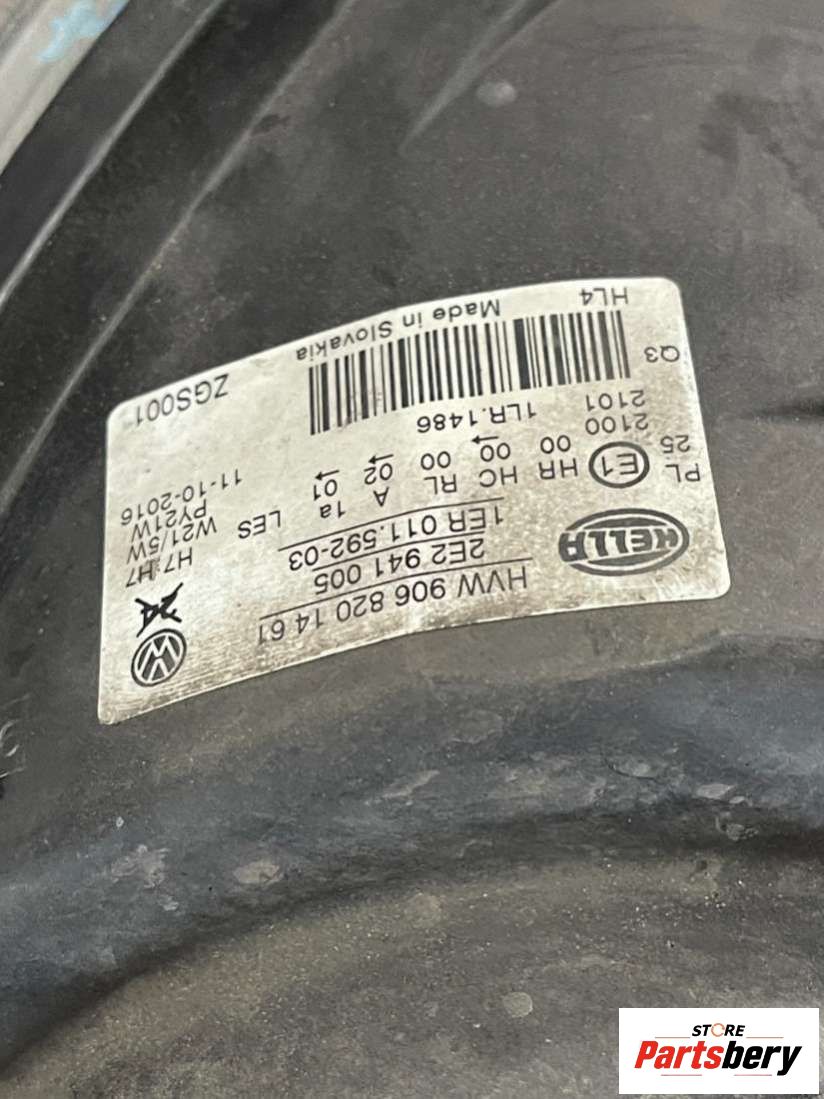 HVW 906 820 14 61
2E2 941 005
1ER 011.592-03
HELLA
E1
HR HC RL A 1a LES
00 00 00 02 01
PL
25
2100
2101
H7/H7
W21/5W
PY21W
11-10-2016
1LR.1486
Q3
HL4
Made in Slovakia
ZGS001
STORE
Partsbery